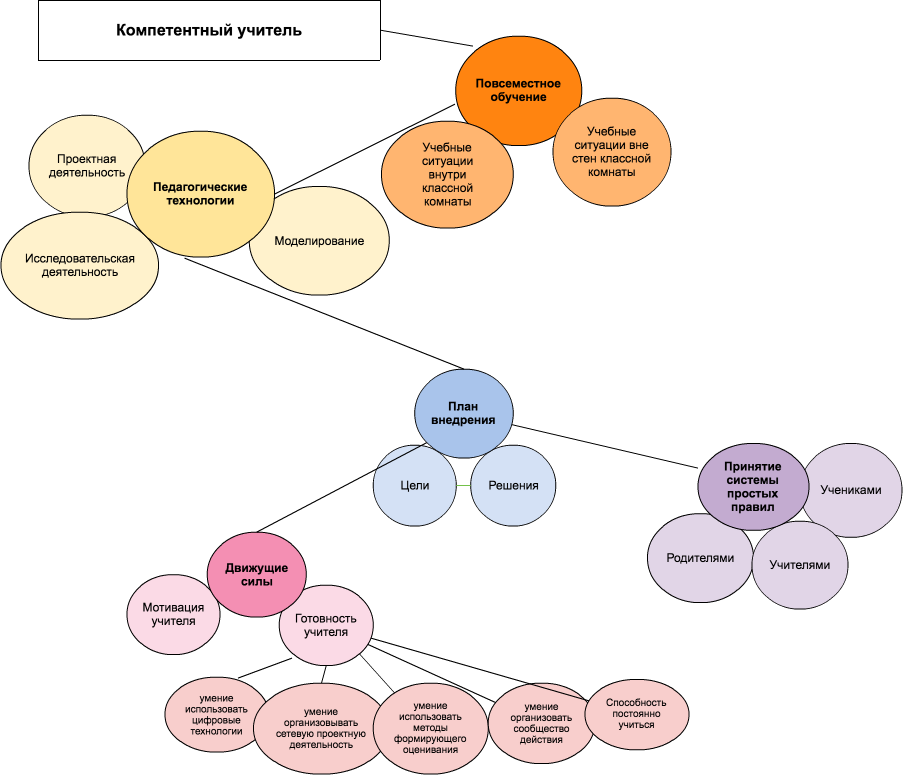 Компетентный учитель
Повсеместное
обучение
Учебные
ситуации
внутри
классной
комнаты
Учебные
ситуации вне
стен классной
комнаты
Проектная
деятельность
Педагогические
технологии
Исследовательская
деятельность
Моделирование
План
внедрения
Цели
Решения
Принятие
системы
простых
правил
Учениками
Родителями
Учителями
Движущие
силы
Мотивация
учителя
Готовность
учителя
умение
использовать
цифровые
технологии
умение
организовывать
сетевую проектную
деятельность
умение
использовать
методы
формирующего
оценивания
умение
организовать
сообщество
действия
Способность
постоянно
учиться